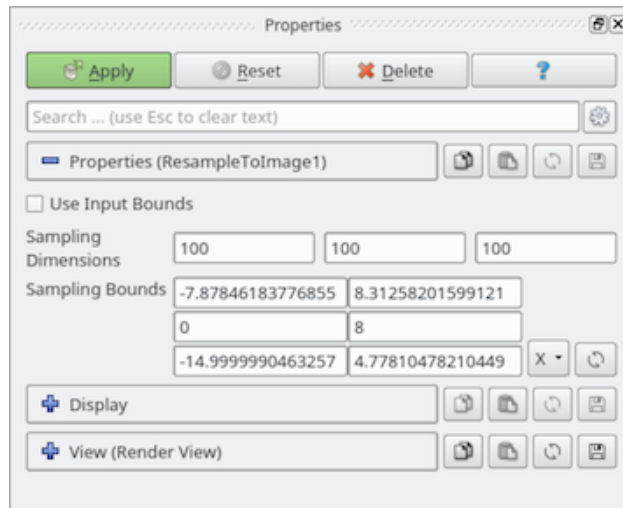 Properties
Apply Reset Delete ?
Search ... (use Esc to clear text)
Properties (ResampleToImage1)
Use Input Bounds
Sampling Dimensions 100 100 100
Sampling Bounds -7.87846183776855 8.31258201599121
0 8
-14.9999990463257 4.77810478210449 X
Display
View (Render View)